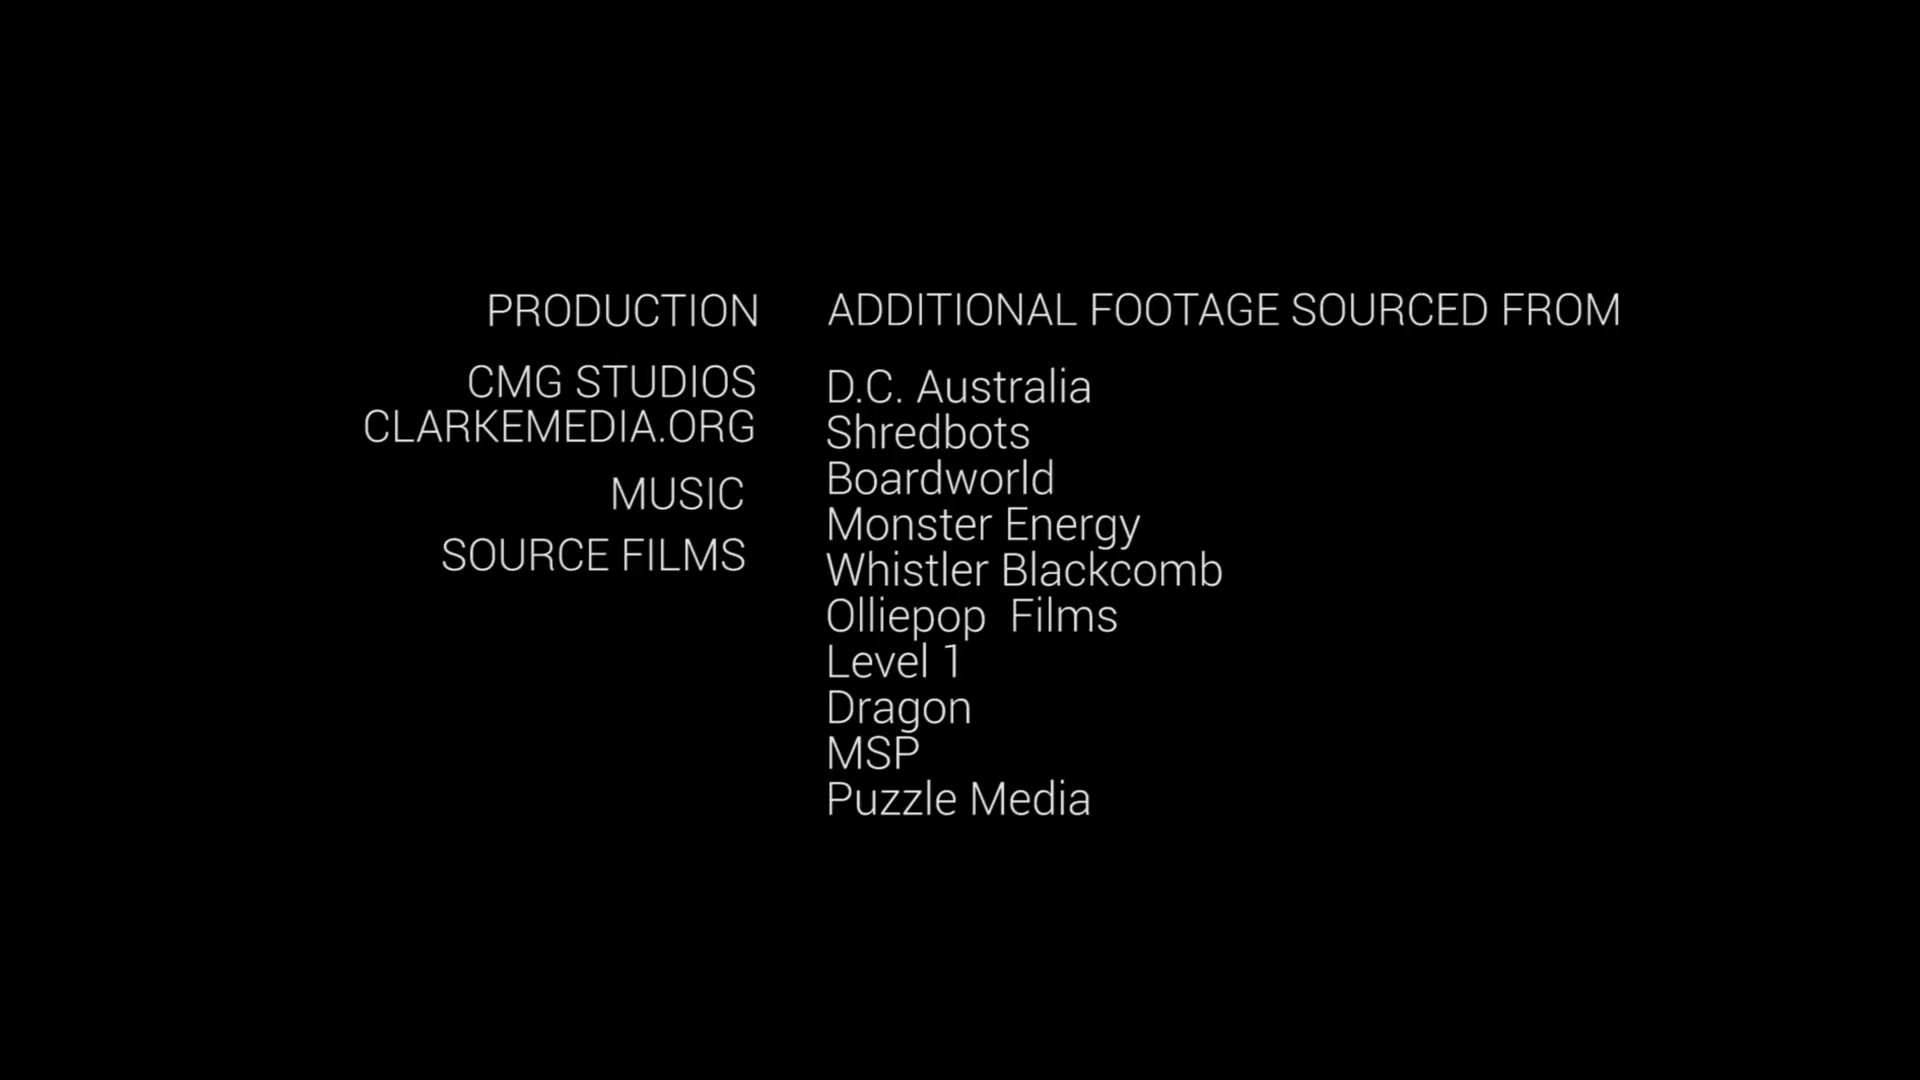 PRODUCTION
CMG STUDIOS
CLARKEMEDIA.ORG
MUSIC
SOURCE FILMS
ADDITIONAL FOOTAGE SOURCED FROM
D.C. Australia
Shredbots
Boardworld
Monster Energy
Whistler Blackcomb
Olliepop  Films
Level 1
Dragon
MSP
Puzzle Media